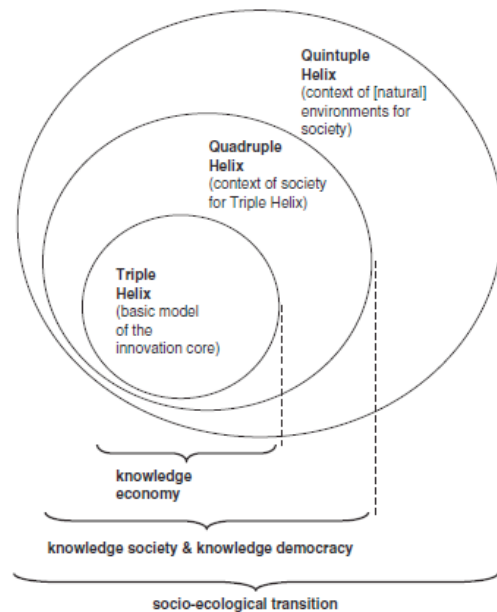 Quintuple
Helix
(context of [natural]
environments for
society)
Quadruple
Helix
(context of society
for Triple Helix)
Triple
Helix
(basic model
of the
innovation core)
knowledge
economy
knowledge society & knowledge democracy
socio-ecological transition